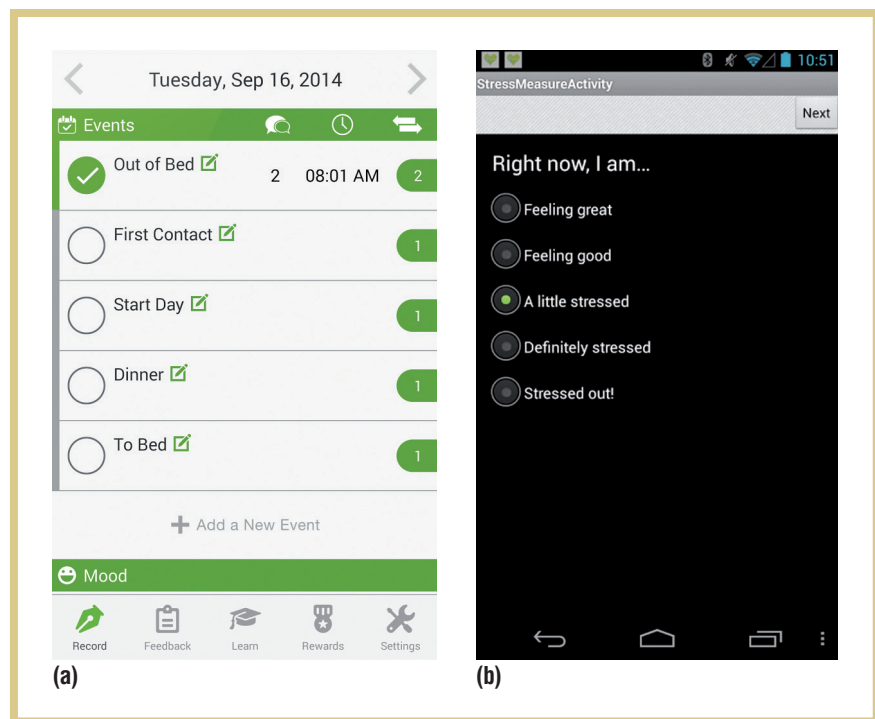 Tuesday, Sep 16, 2014
Events
Out of Bed 2 08:01 AM 2
First Contact 1
Start Day 1
Dinner 1
To Bed 1
Add a New Event
Mood
Record Feedback Learn Rewards Settings
(a)
10:51
StressMeasureActivity
Next
Right now, I am...
Feeling great
Feeling good
A little stressed
Definitely stressed
Stressed out!
(b)